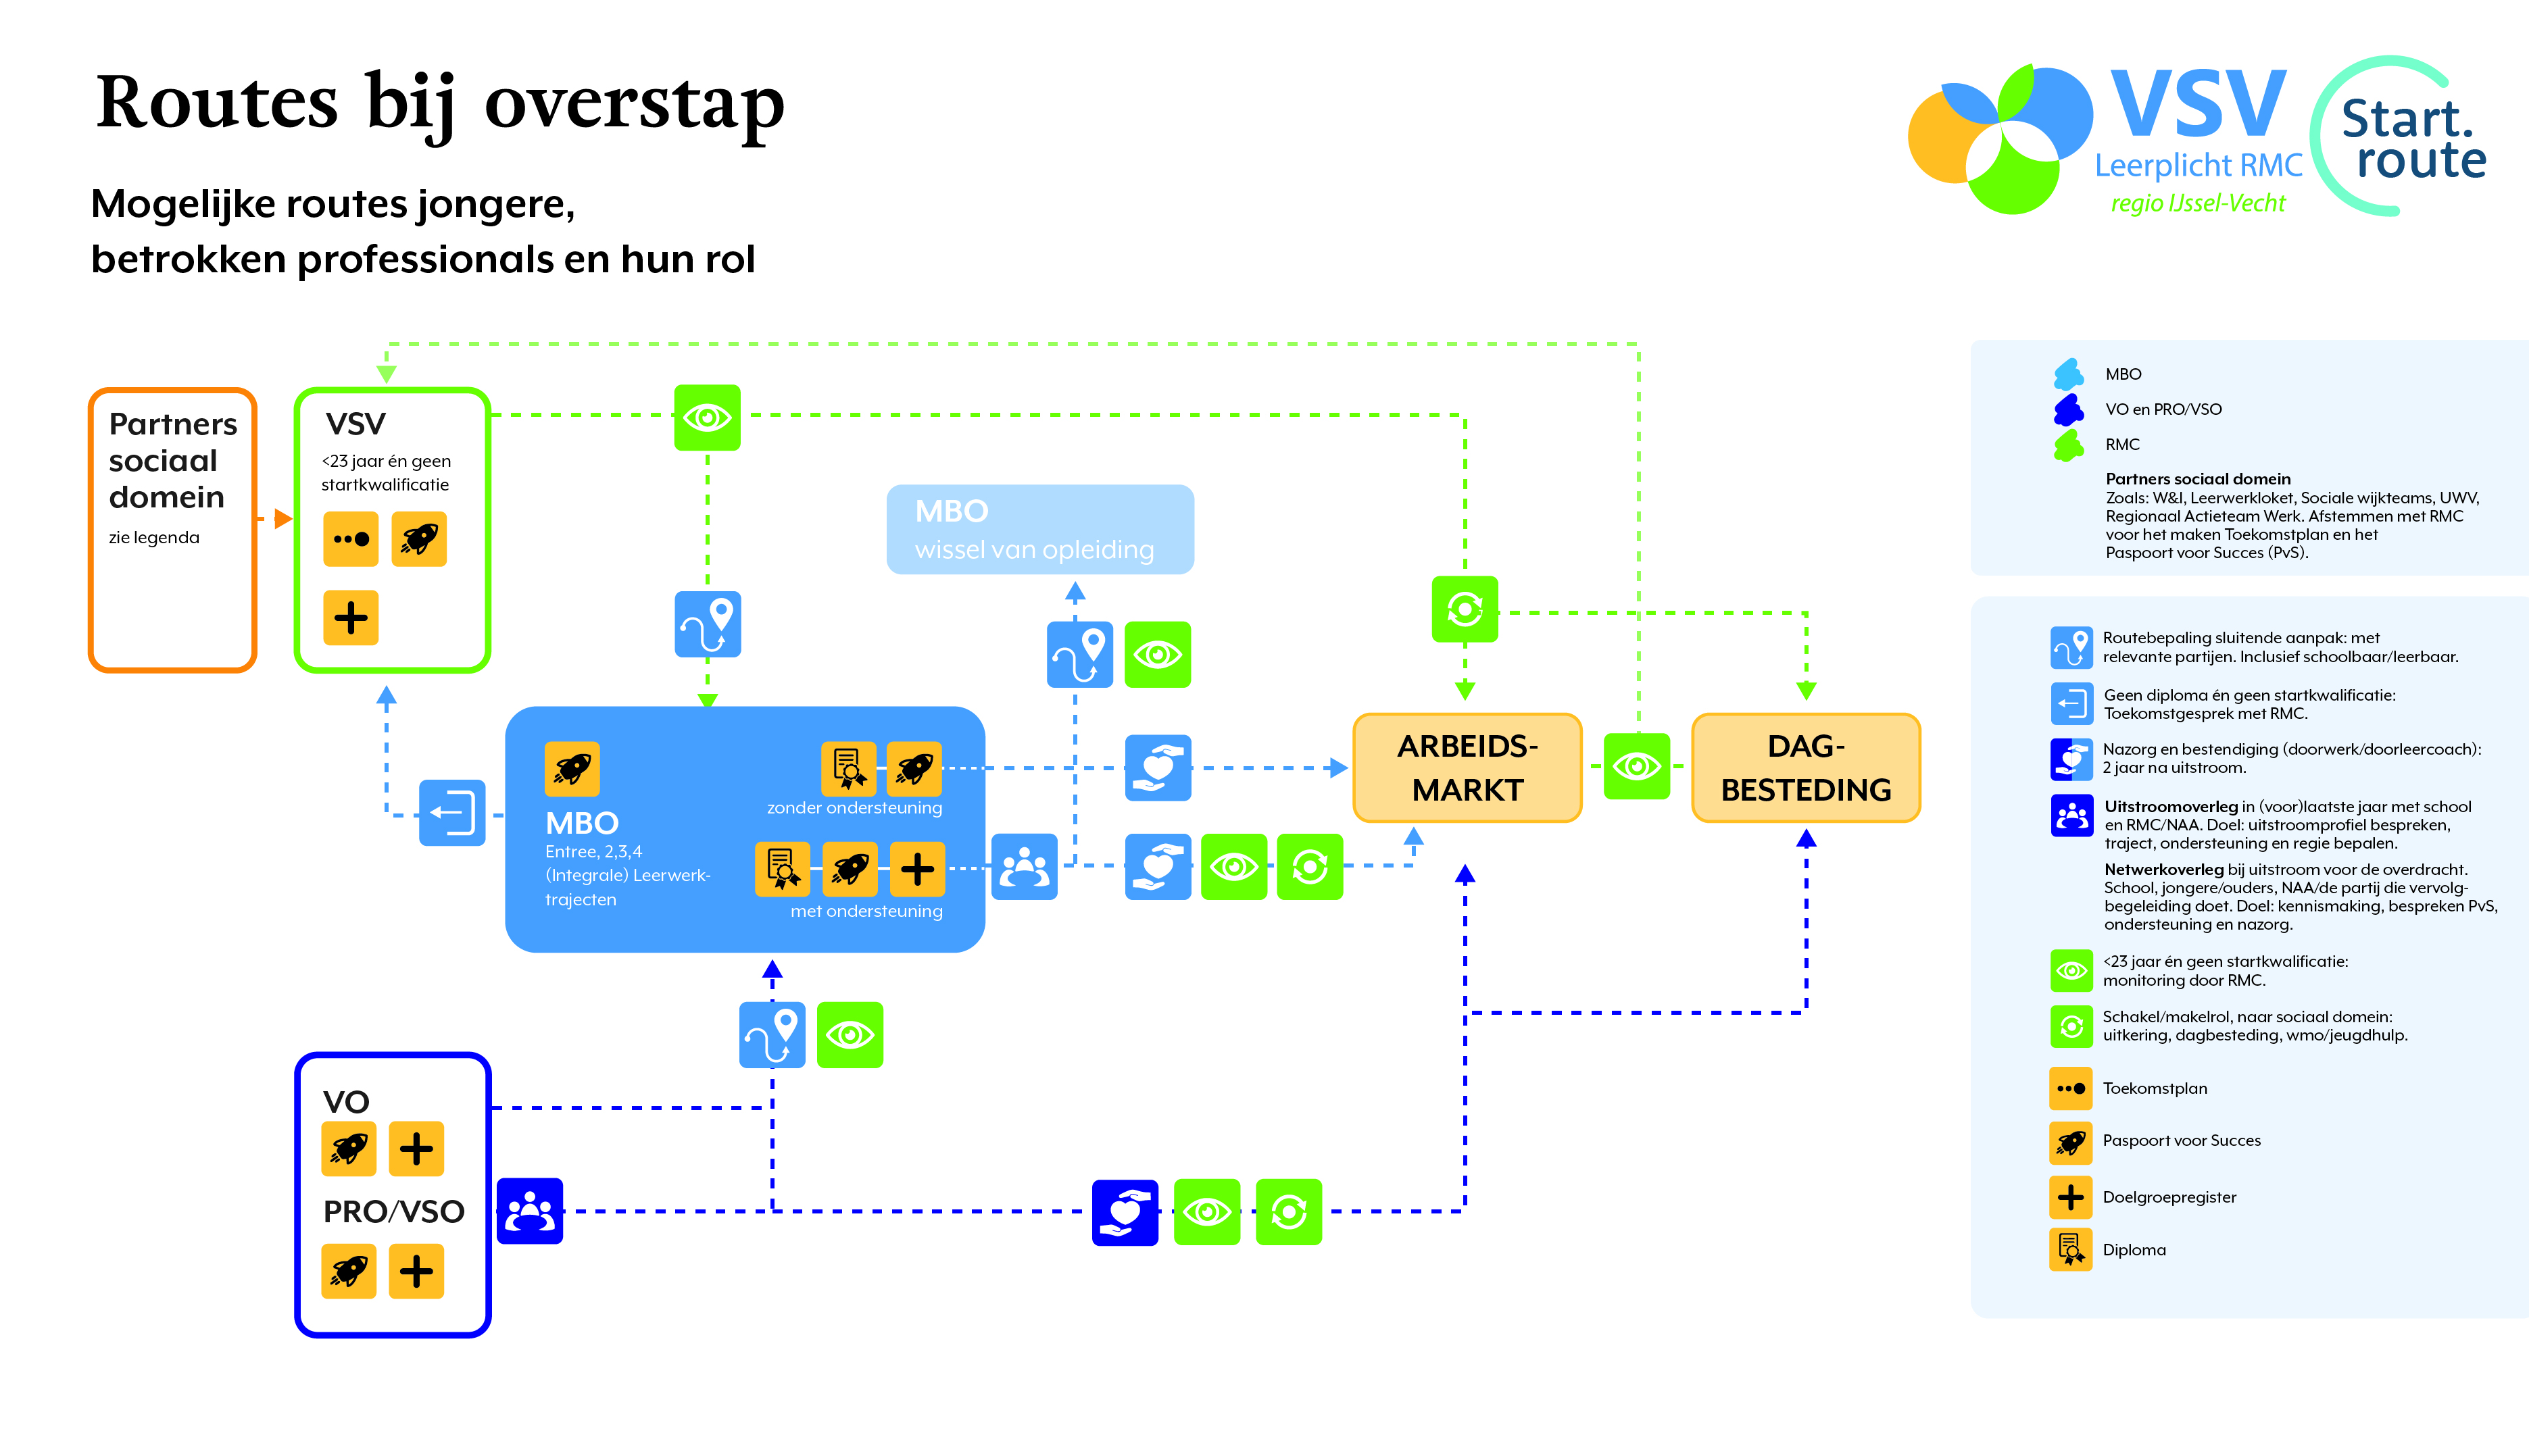 Routes bij overstap
Mogelijke routes jongere,
betrokken professionals en hun rol
VSV
Leerplicht RMC
regio IJssel-Vecht
Start.
route
Partners
sociaal
domein
zie legenda
VSV
<23 jaar én geen
startkwalificatie
MBO
wissel van opleiding
MBO
Entree, 2,3,4
(Integrale) Leerwerk-
trajecten
zonder ondersteuning
met ondersteuning
ARBEIDS-
MARKT
DAG-
BESTEDING
VO
PRO/VSO
MBO
VO en PRO/VSO
RMC
Partners sociaal domein
Zoals: W&I, Leerwerkloket, Sociale wijkteams, UWV,
Regionaal Actieteam Werk. Afstemmen met RMC
voor het maken Toekomstplan en het
Paspoort voor Succes (PvS).
Routebepaling sluitende aanpak: met
relevante partijen. Inclusief schoolbaar/leerbaar.
Geen diploma én geen startkwalificatie:
Toekomstgesprek met RMC.
Nazorg en bestendiging (doorwerk/doorleercoach):
2 jaar na uitstroom.
Uitstroomoverleg in (voor)laatste jaar met school
en RMC/NAA. Doel: uitstroomprofiel bespreken,
traject, ondersteuning en regie bepalen.
Netwerkoverleg bij uitstroom voor de overdracht.
School, jongere/ouders, NAA/de partij die vervolg-
begeleiding doet. Doel: kennismaking, bespreken PvS,
ondersteuning en nazorg.
<23 jaar én geen startkwalificatie:
monitoring door RMC.
Schakel/makelrol, naar sociaal domein:
uitkering, dagbesteding, wmo/jeugdhulp.
Toekomstplan
Paspoort voor Succes
Doelgroepregister
Diploma